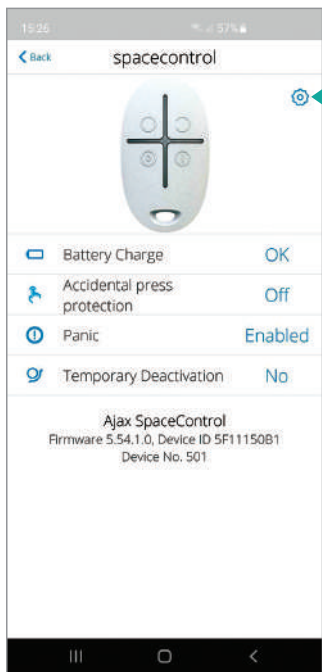 15:26
57%
Back
spacecontrol
Battery Charge OK
Accidental press
protection
Off
Panic Enabled
Temporary Deactivation No
Ajax SpaceControl
Firmware 5.54.1.0, Device ID 5F11150B1
Device No. 501